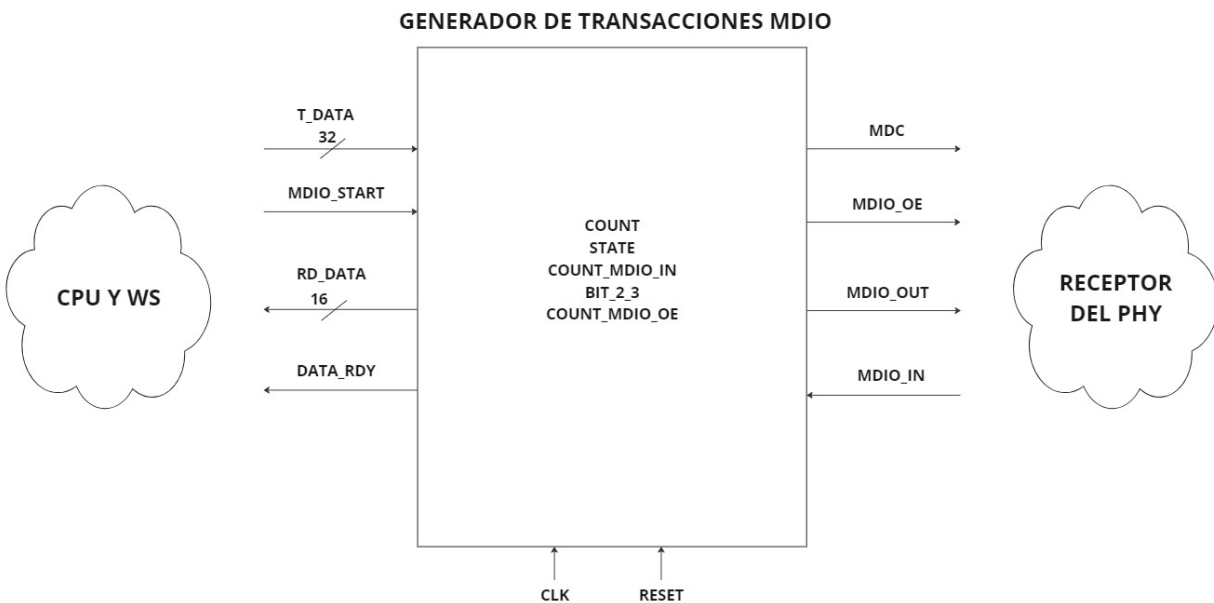 GENERADOR DE TRANSACCIONES MDIO
T_DATA
32
MDIO_START
RD_DATA
16
DATA_RDY
CPU Y WS
COUNT
STATE
COUNT_MDIO_IN
BIT_2_3
COUNT_MDIO_OE
MDC
MDIO_OE
MDIO_OUT
MDIO_IN
RECEPTOR
DEL PHY
CLK
RESET